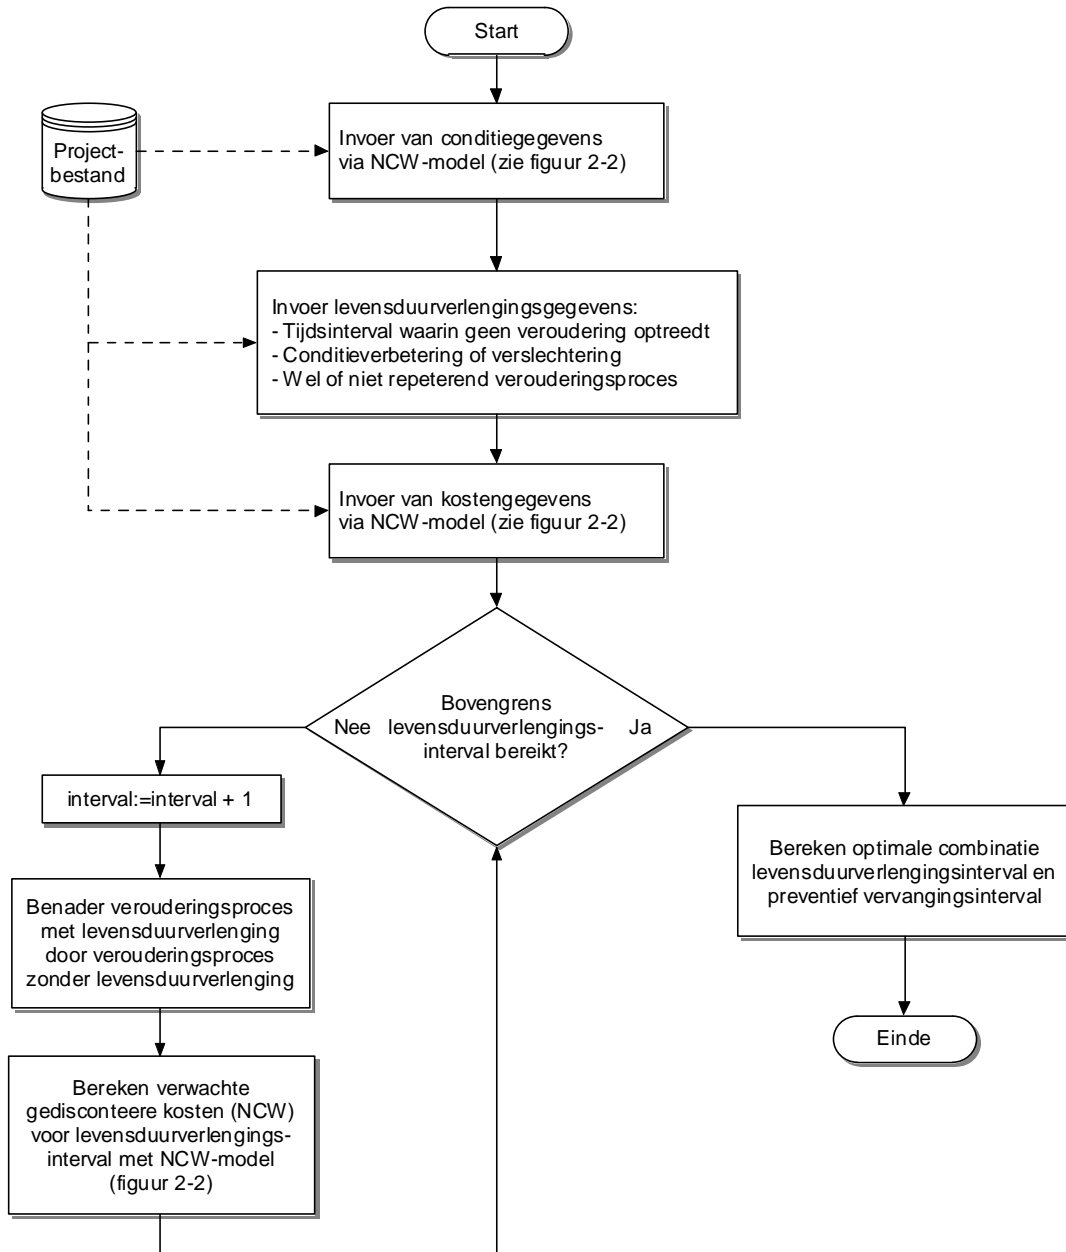 Start
Project-
bestand
Invoer van conditiegegevens
via NCW-model (zie figuur 2-2)
Invoer levensduurverlengingsgegevens:
- Tijdsinterval waarin geen veroudering optreedt
- Conditieverbetering of verslechtering
- Wel of niet repeterend verouderingsproces
Invoer van kostengegevens
via NCW-model (zie figuur 2-2)
Bovengrens
Nee levensduurverlengings- Ja
interval bereikt?
interval:=interval + 1
Benader verouderingsproces
met levensduurverlenging
door verouderingsproces
zonder levensduurverlenging
Bereken verwachte
gedisconteere kosten (NCW)
voor levensduurverlengings-
interval met NCW-model
(figuur 2-2)
Bereken optimale combinatie
levensduurverlengingsinterval en
preventief vervangingsinterval
Einde